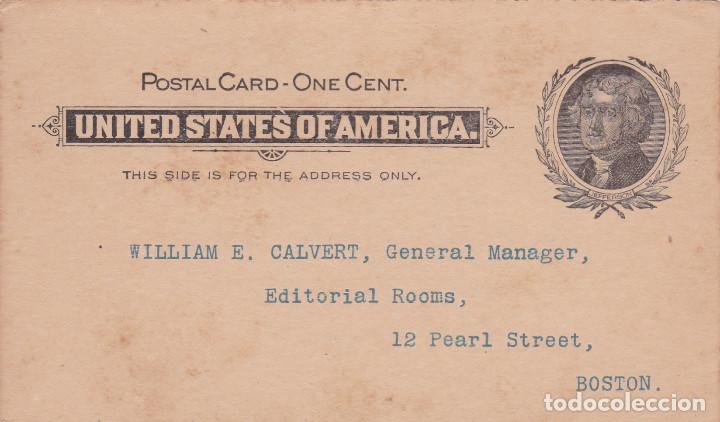 POSTAL CARD - ONE CENT.
UNITED STATES OF AMERICA.
THIS SIDE IS FOR THE ADDRESS ONLY.
JEFFERSON
WILLIAM E. CALVERT, General Manager,
Editorial Rooms,
12 Pearl Street,
BOSTON.
todocoleccion